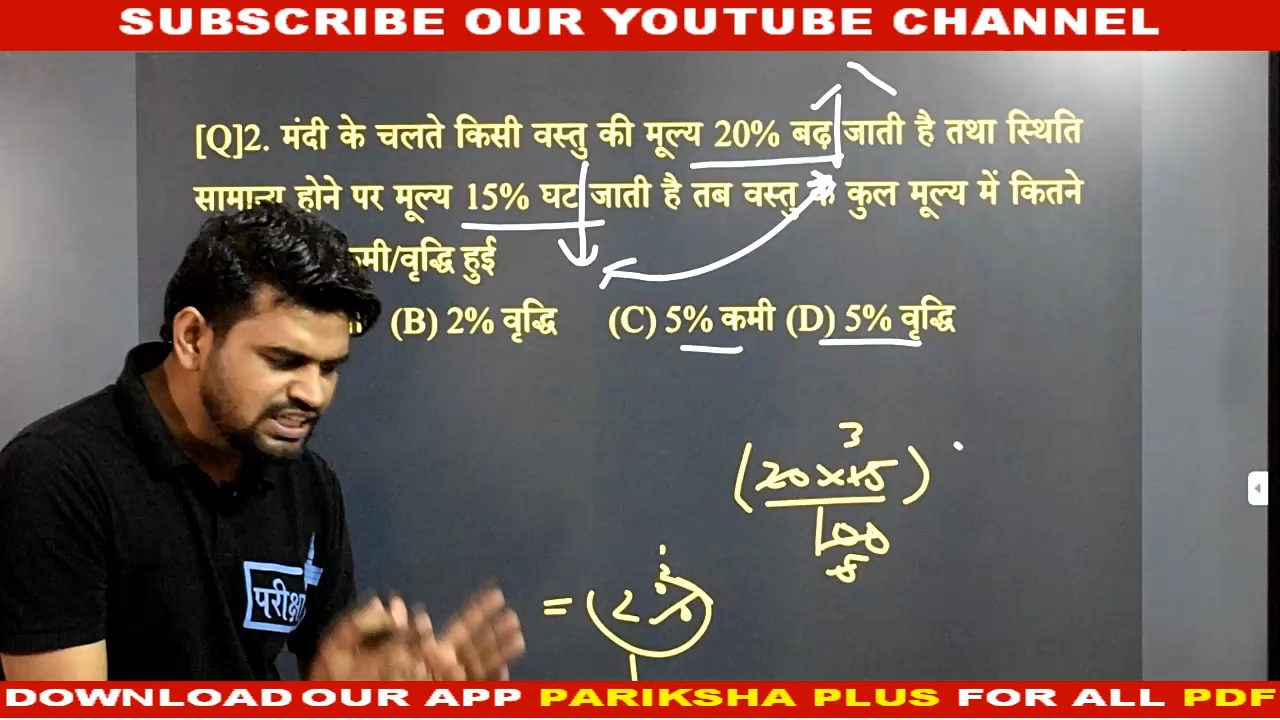 SUBSCRIBE OUR YOUTUBE CHANNEL
[Q]2. मंदी के चलते किसी वस्तु की मूल्य 20% बढ़ जाती है तथा स्थिति
सामान्य होने पर मूल्य 15% घट जाती है तब वस्तु के कुल मूल्य में कितने
कमी/वृद्धि हुई
(B) 2% वृद्धि (C) 5% कमी (D) 5% वृद्धि
3
(20×15)
100
5
= 2%
परीक्षा
DOWNLOAD OUR APP PARIKSHA PLUS FOR ALL PDF